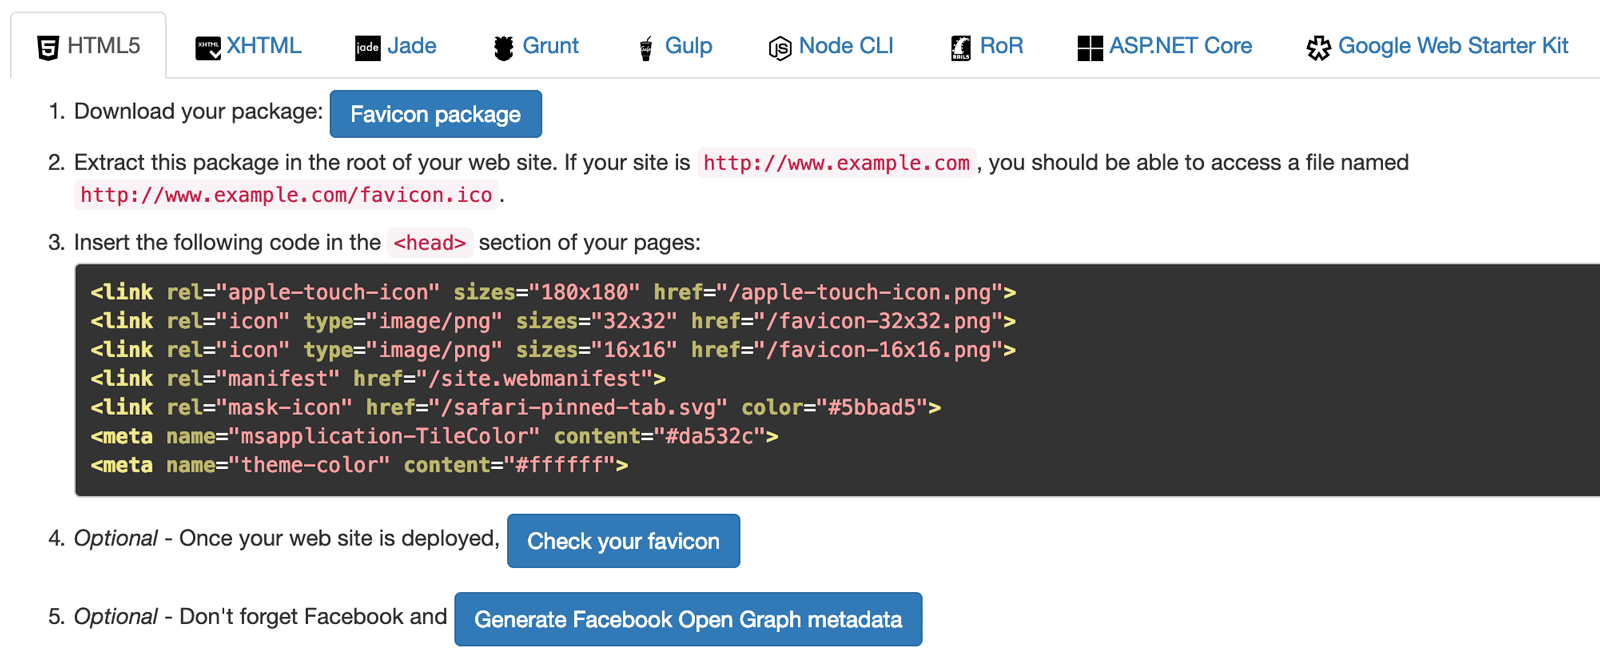 HTML5 XHTML jade Jade Grunt Gulp JS Node CLI RAILS RoR ASP.NET Core Google Web Starter Kit
1. Download your package: Favicon package
2. Extract this package in the root of your web site. If your site is http://www.example.com, you should be able to access a file named
http://www.example.com/favicon.ico.
3. Insert the following code in the <head> section of your pages:
<link rel="apple-touch-icon" sizes="180x180" href="/apple-touch-icon.png">
<link rel="icon" type="image/png" sizes="32x32" href="/favicon-32x32.png">
<link rel="icon" type="image/png" sizes="16x16" href="/favicon-16x16.png">
<link rel="manifest" href="/site.webmanifest">
<link rel="mask-icon" href="/safari-pinned-tab.svg" color="#5bbad5">
<meta name="msapplication-TileColor" content="#da532c">
<meta name="theme-color" content="#ffffff">
4. Optional - Once your web site is deployed, Check your favicon
5. Optional - Don't forget Facebook and Generate Facebook Open Graph metadata